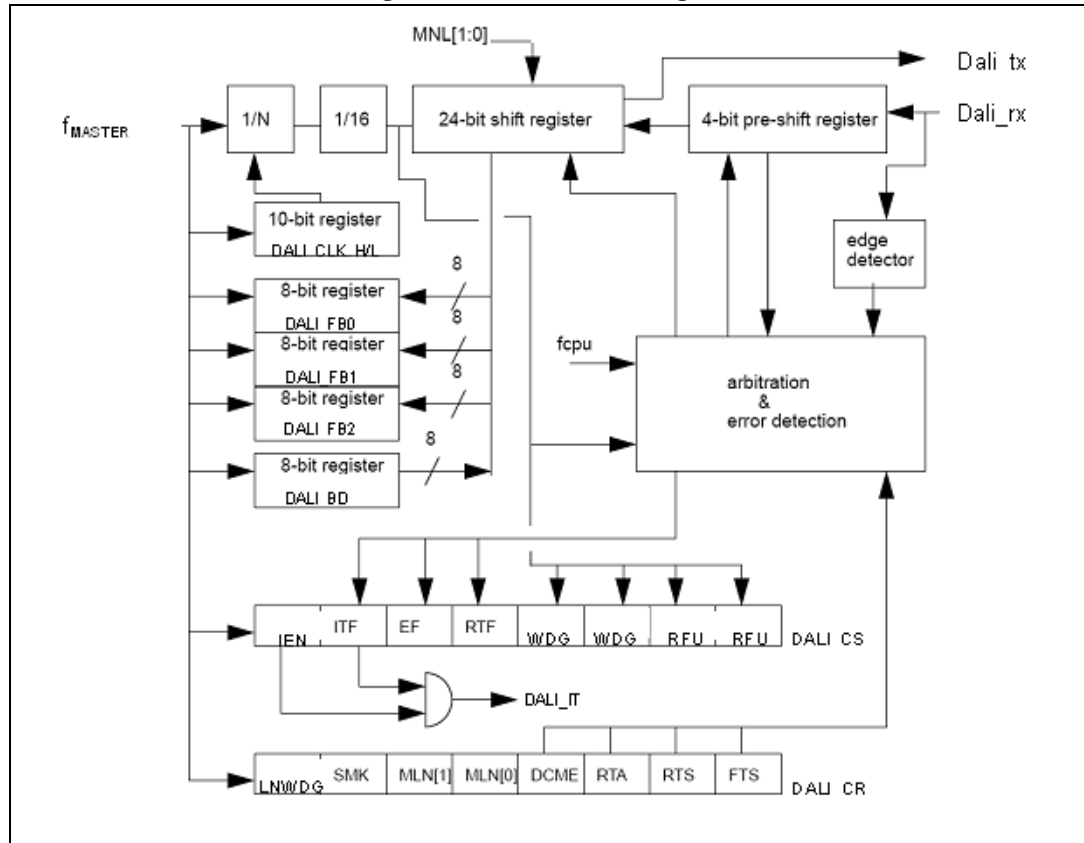 MNL[1:0]
Dali tx
fMASTER
1/N
1/16
24-bit shift register
4-bit pre-shift register
Dali_rx
10-bit register
DALI CLK H/L
edge
detector
8
8-bit register
DALI FB0
8
8-bit register
DALI_FB1
fcpu
8
8-bit register
DALI FB2
arbitration
&
error detection
8
8-bit register
DALI BD
IEN
ITF
EF
RTF
WDG
WDG
RFU
RFU
DALI CS
DALI_IT
LNWDG
SMK
MLN[1]
MLN[0]
DCME
RTA
RTS
FTS
DALI CR